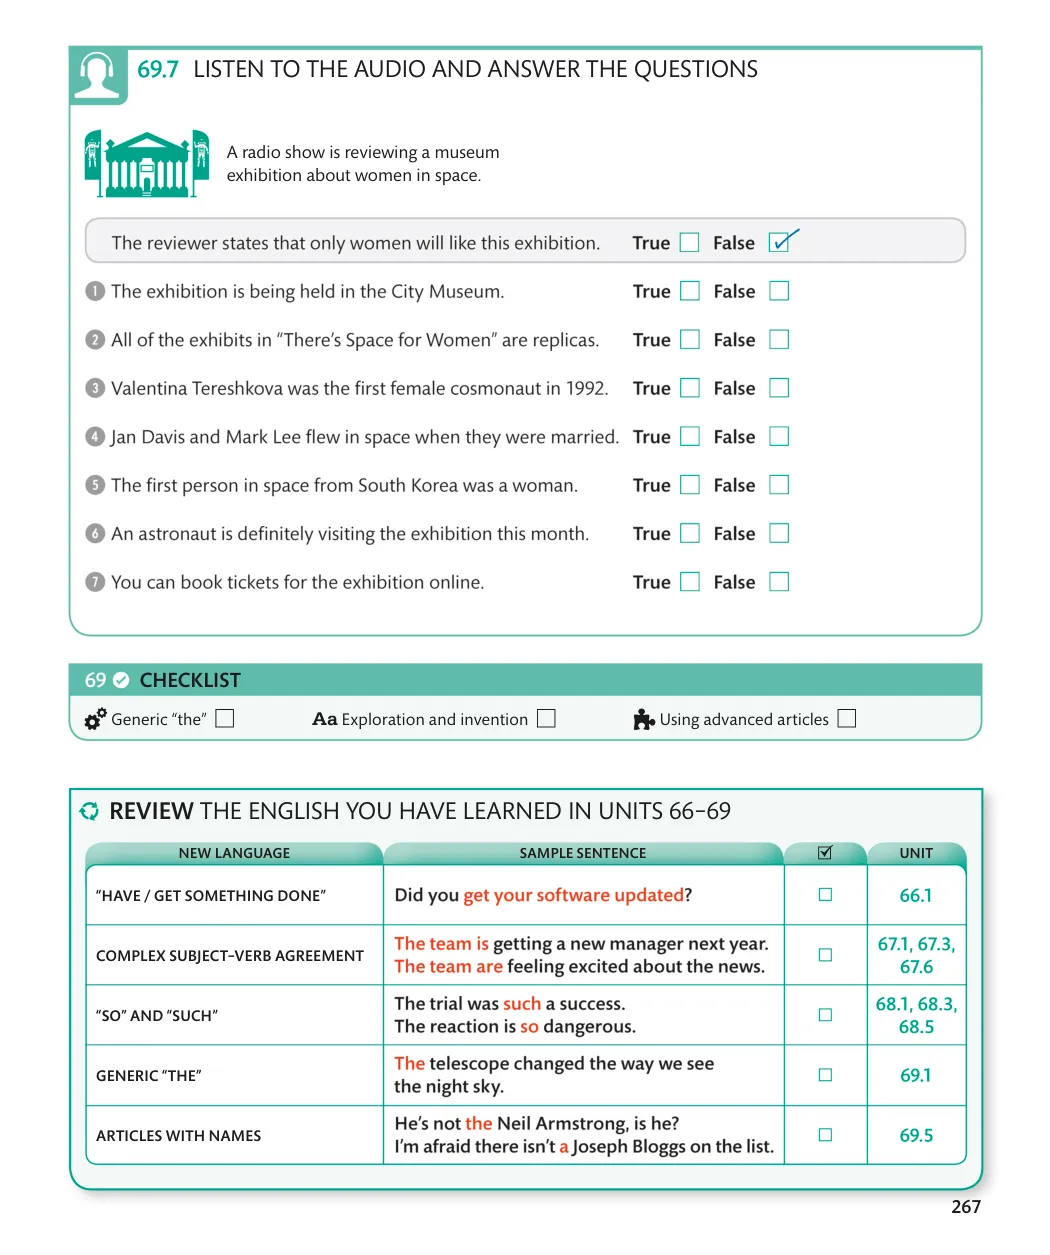 69.7 LISTEN TO THE AUDIO AND ANSWER THE QUESTIONS
A radio show is reviewing a museum
exhibition about women in space.
The reviewer states that only women will like this exhibition. True False
1 The exhibition is being held in the City Museum. True False
2 All of the exhibits in “There’s Space for Women” are replicas. True False
3 Valentina Tereshkova was the first female cosmonaut in 1992. True False
4 Jan Davis and Mark Lee flew in space when they were married. True False
5 The first person in space from South Korea was a woman. True False
6 An astronaut is definitely visiting the exhibition this month. True False
7 You can book tickets for the exhibition online. True False
69 CHECKLIST
Generic “the” Aa Exploration and invention Using advanced articles
REVIEW THE ENGLISH YOU HAVE LEARNED IN UNITS 66–69
NEW LANGUAGE SAMPLE SENTENCE UNIT
“HAVE / GET SOMETHING DONE” Did you get your software updated? 66.1
COMPLEX SUBJECT–VERB AGREEMENT The team is getting a new manager next year.
The team are feeling excited about the news. 67.1, 67.3,
67.6
“SO” AND “SUCH” The trial was such a success.
The reaction is so dangerous. 68.1, 68.3,
68.5
GENERIC “THE” The telescope changed the way we see
the night sky. 69.1
ARTICLES WITH NAMES He’s not the Neil Armstrong, is he?
I’m afraid there isn’t a Joseph Bloggs on the list. 69.5
267